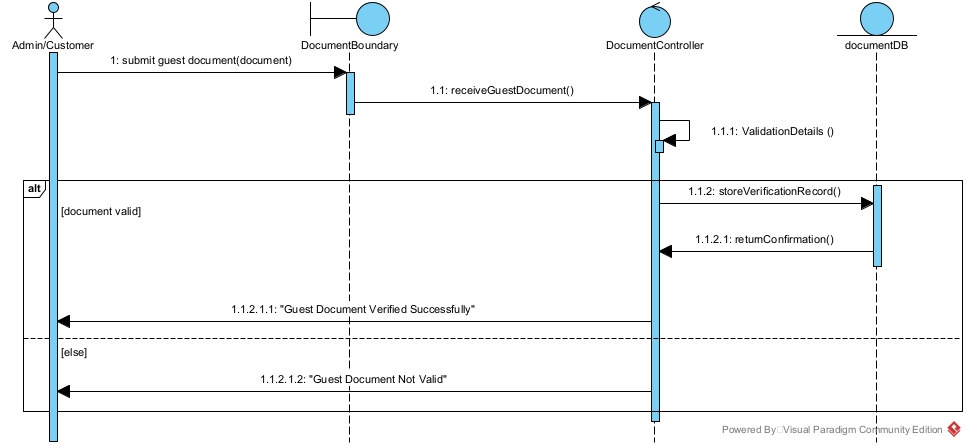 Admin/Customer
DocumentBoundary
DocumentController
documentDB
1: submit guest document(document)
1.1: receiveGuestDocument()
1.1.1: ValidationDetails ()
alt
1.1.2: storeVerificationRecord()
[document valid]
1.1.2.1: returnConfirmation()
1.1.2.1.1: "Guest Document Verified Successfully"
[else]
1.1.2.1.2: "Guest Document Not Valid"
Powered By Visual Paradigm Community Edition